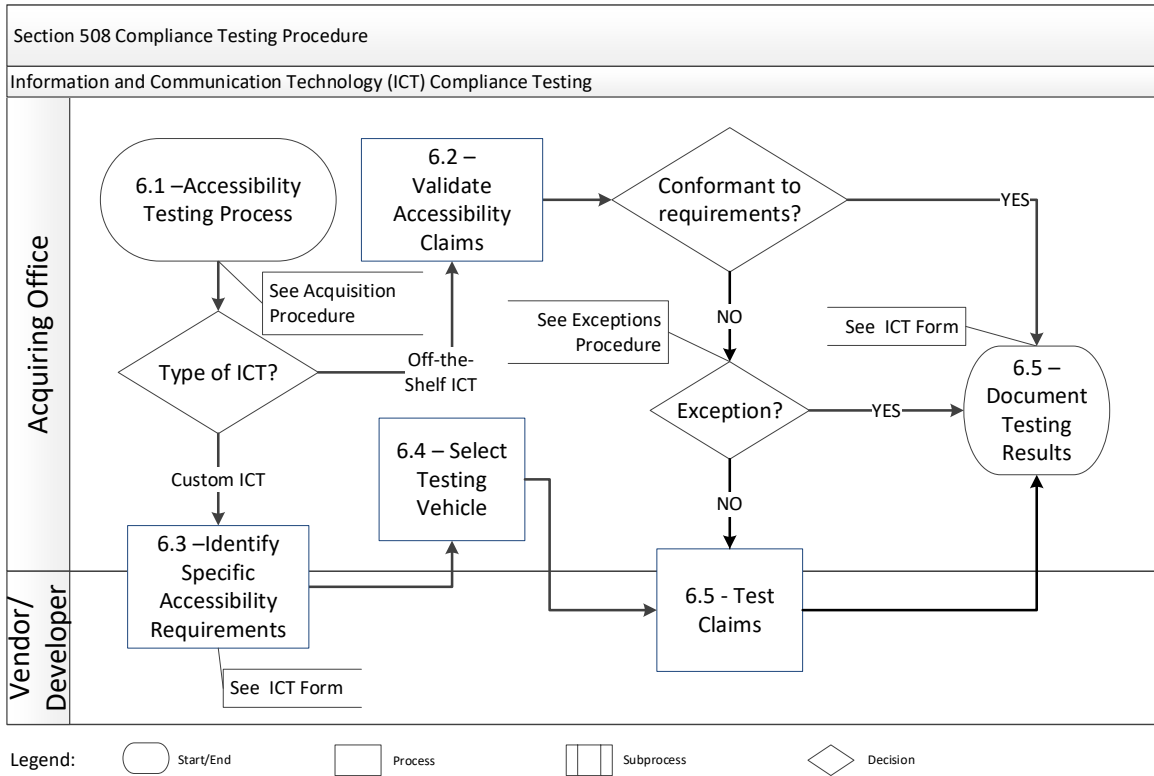 Section 508 Compliance Testing Procedure
Information and Communication Technology (ICT) Compliance Testing
Acquiring Office
6.1 –Accessibility
Testing Process
See Acquisition
Procedure
Type of ICT?
Off-the-
Shelf ICT
Custom ICT
6.2 –
Validate
Accessibility
Claims
Conformant to
requirements?
YES
NO
See Exceptions
Procedure
Exception?
YES
NO
See  ICT Form
6.5 –
Document
Testing
Results
6.4 – Select
Testing
Vehicle
Vendor/
Developer
6.3 –Identify
Specific
Accessibility
Requirements
See  ICT Form
6.5 - Test
Claims
Legend:
Start/End
Process
Subprocess
Decision